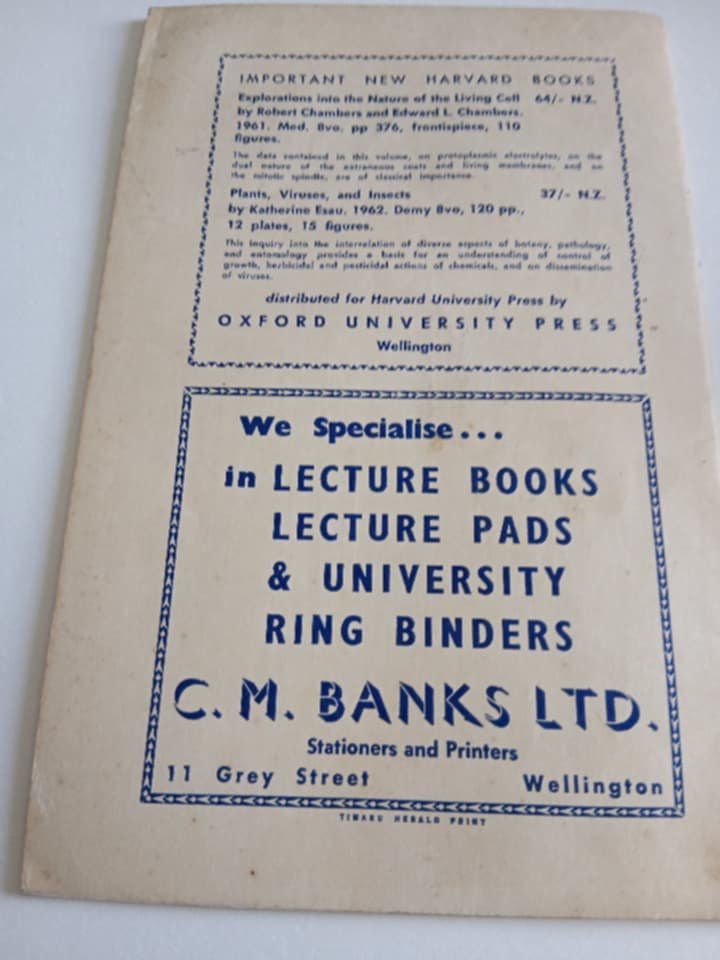 IMPORTANT NEW HARVARD BOOKS
Explorations into the Nature of the Living Cell 64/- N.Z.
by Robert Chambers and Edward L. Chambers.
1961. Med. 8vo. pp 376, frontispiece, 110
figures.
The data contained in this volume, on protoplasmic electrolytes, on the
dual nature of the extraneous coats and living membranes, and on
the mitotic spindle, are of classical importance.
Plants, Viruses, and Insects 37/- N.Z.
by Katherine Esau. 1962. Demy 8vo, 120 pp.,
12 plates, 15 figures.
This inquiry into the interrelation of diverse aspects of botany, pathology,
and entomology provides a basis for an understanding of control of
growth, herbicidal and pesticidal actions of chemicals, and on dissemination
of viruses.
distributed for Harvard University Press by
OXFORD UNIVERSITY PRESS
Wellington
We Specialise...
in LECTURE BOOKS
LECTURE PADS
& UNIVERSITY
RING BINDERS
C. M. BANKS LTD.
Stationers and Printers
11 Grey Street Wellington
TIMARU HERALD PRINT